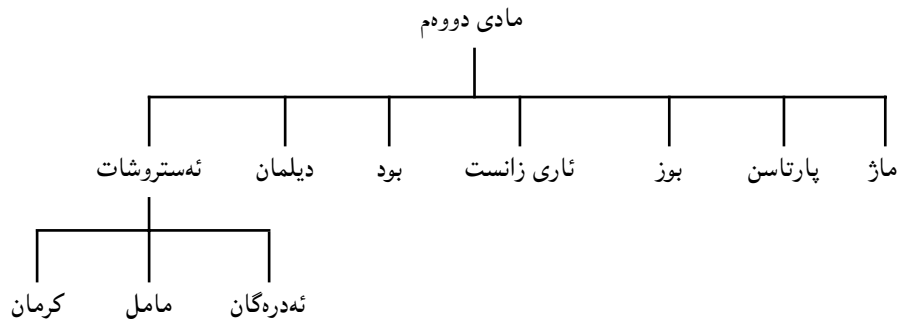 مادی دووەم
ماژ پارتاسن بوز ئاری زانست بود دیلمان ئەستروشات
ئەدرەگان مامل کرمان